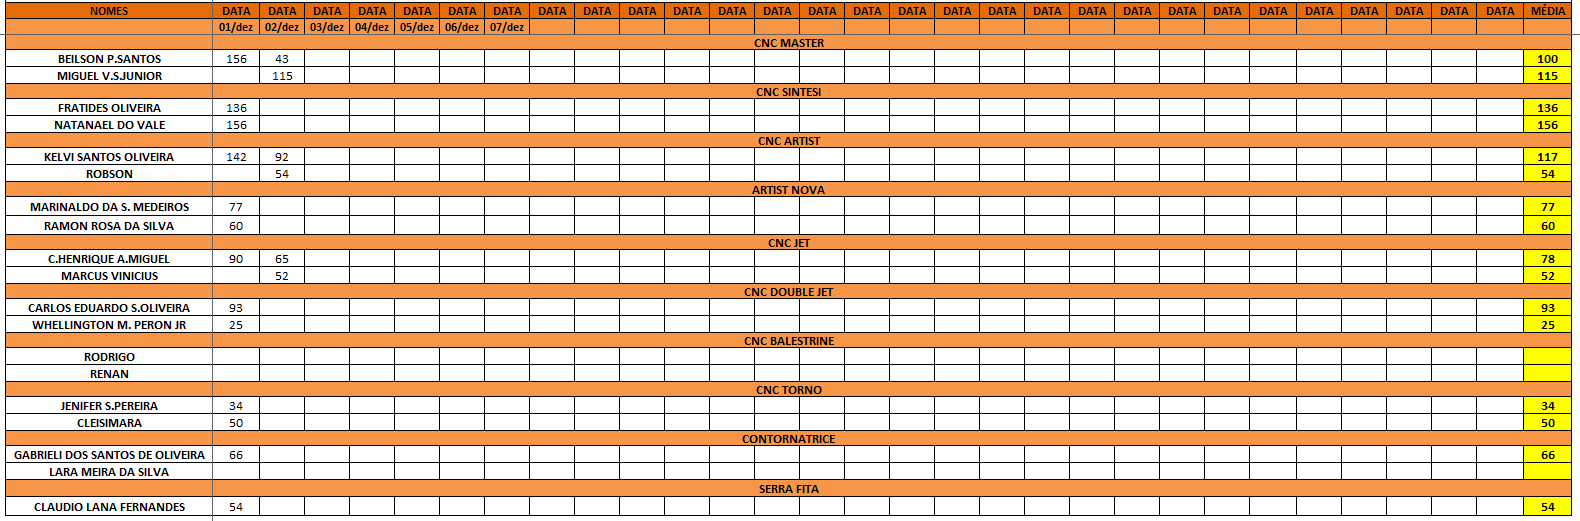 NOMES DATA DATA DATA DATA DATA DATA DATA DATA DATA DATA DATA DATA DATA DATA DATA DATA DATA DATA DATA DATA DATA DATA DATA DATA DATA DATA DATA DATA DATA MÉDIA
01/dez 02/dez 03/dez 04/dez 05/dez 06/dez 07/dez
CNC MASTER
BEILSON P.SANTOS 156 43 100
MIGUEL V.S.JUNIOR 115 115
CNC SINTESI
FRATIDES OLIVEIRA 136 136
NATANAEL DO VALE 156 156
CNC ARTIST
KELVI SANTOS OLIVEIRA 142 92 117
ROBSON 54 54
ARTIST NOVA
MARINALDO DA S. MEDEIROS 77 77
RAMON ROSA DA SILVA 60 60
CNC JET
C.HENRIQUE A.MIGUEL 90 65 78
MARCUS VINICIUS 52 52
CNC DOUBLE JET
CARLOS EDUARDO S.OLIVEIRA 93 93
WHELLINGTON M. PERON JR 25 25
CNC BALESTRINE
RODRIGO
RENAN
CNC TORNO
JENIFER S.PEREIRA 34 34
CLEISIMARA 50 50
CONTORNATRICE
GABRIELI DOS SANTOS DE OLIVEIRA 66 66
LARA MEIRA DA SILVA
SERRA FITA
CLAUDIO LANA FERNANDES 54 54